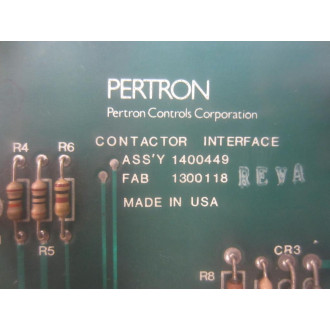 PERTRON
Pertron Controls Corporation
CONTACTOR INTERFACE
ASS'Y 1400449
FAB 1300118 REVA
MADE IN USA
R4 R6
R5
CR3
R8